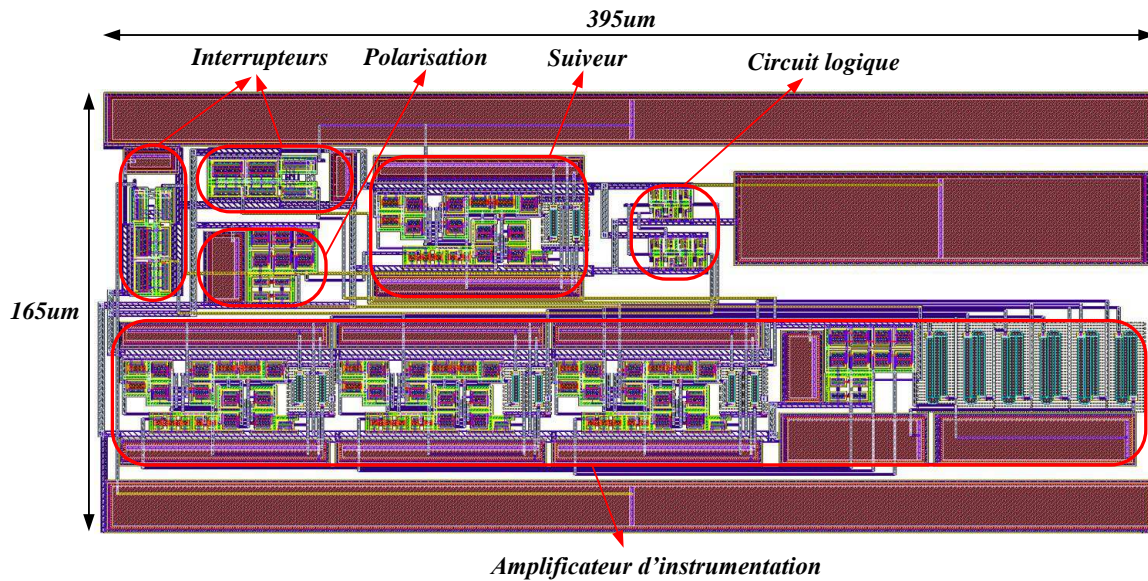 395um
Interrupteurs
Polarisation
Suiveur
Circuit logique
165um
Amplificateur d'instrumentation